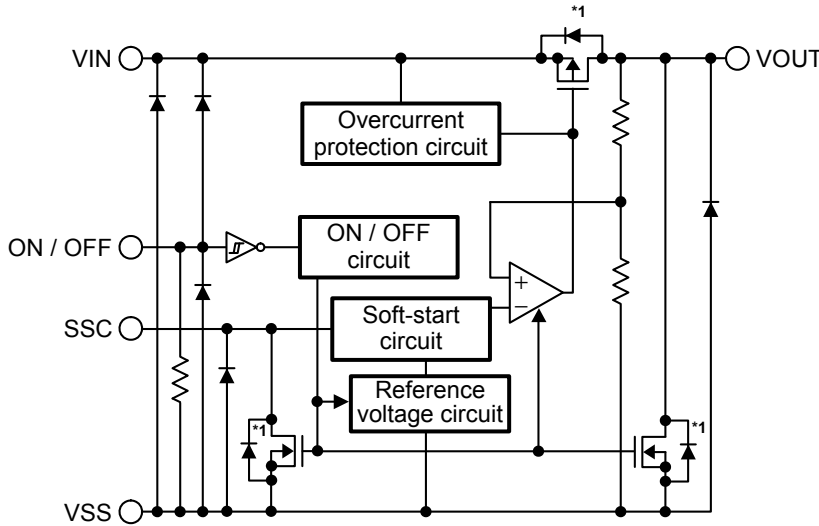 *1
VIN
VOUT
Overcurrent
protection circuit
ON / OFF
ON / OFF
circuit
+
−
SSC
Soft-start
circuit
Reference
voltage circuit
*1
*1
VSS